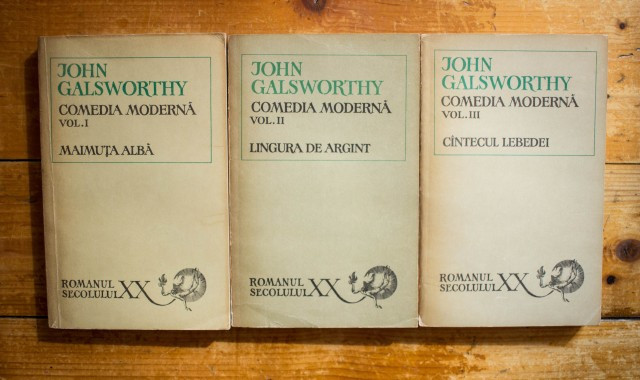 JOHN
GALSWORTHY
COMEDIA MODERNĂ
VOL. I
MAIMUȚA ALBĂ
ROMANUL
SECOLULUI XX
JOHN
GALSWORTHY
COMEDIA MODERNĂ
VOL. II
LINGURA DE ARGINT
ROMANUL
SECOLULUI XX
JOHN
GALSWORTHY
COMEDIA MODERNĂ
VOL. III
CÎNTECUL LEBEDEI
ROMANUL
SECOLULUI XX